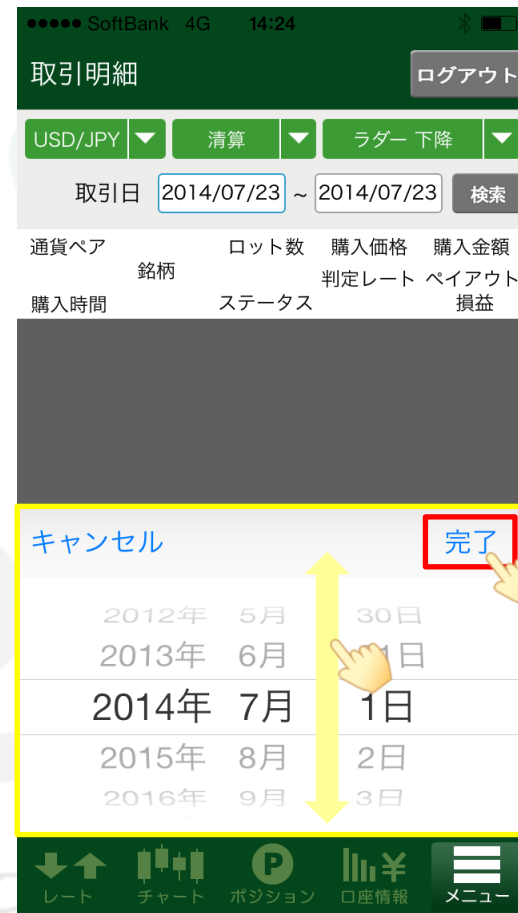 SoftBank 4G 14:24
取引明細 ログアウト
USD/JPY 清算 ラダー 下降
取引日 2014/07/23 ~ 2014/07/23 検索
通貨ペア ロット数 購入価格 購入金額
銘柄 判定レート ペイアウト
購入時間 ステータス 損益
キャンセル 完了
2012年 5月 30日
2013年 6月 1日
2014年 7月 1日
2015年 8月 2日
2016年 9月 3日
レート チャート ポジション 口座情報 メニュー